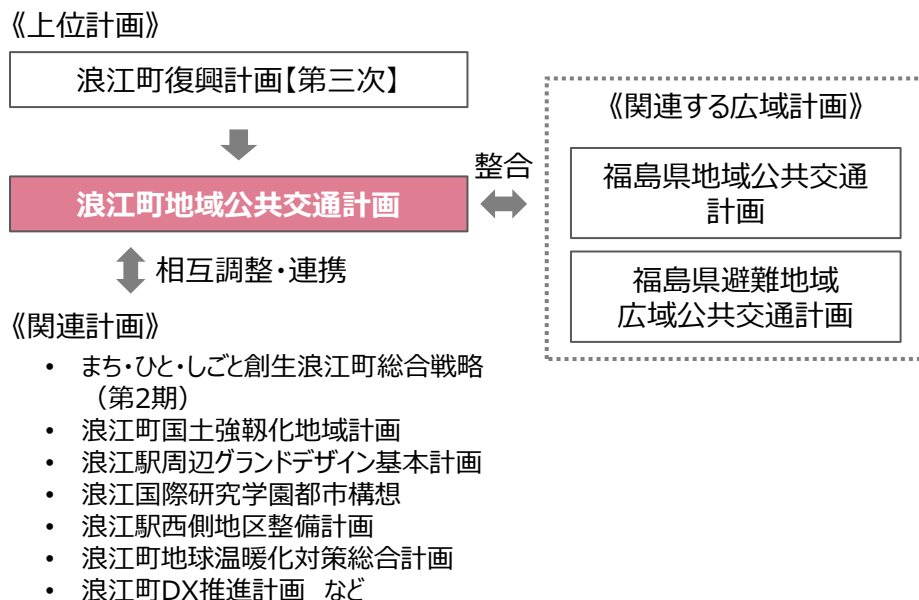 《上位計画》
浪江町復興計画【第三次】
浪江町地域公共交通計画
整合
《関連する広域計画》
福島県地域公共交通
計画
福島県避難地域
広域公共交通計画
相互調整・連携
《関連計画》
• まち・ひと・しごと創生浪江町総合戦略
（第2期）
• 浪江町国土強靱化地域計画
• 浪江駅周辺グランドデザイン基本計画
• 浪江国際研究学園都市構想
• 浪江駅西側地区整備計画
• 浪江町地球温暖化対策総合計画
• 浪江町DX推進計画　など